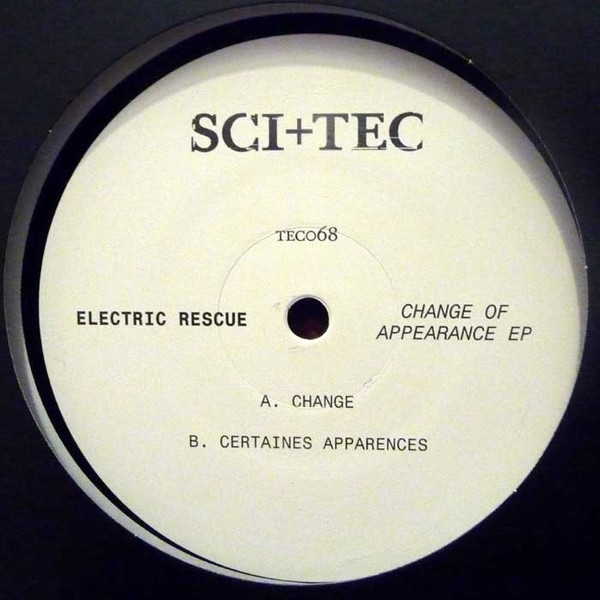 SCI+TEC
TEC068
ELECTRIC RESCUE
CHANGE OF
APPEARANCE EP
A. CHANGE
B. CERTAINES APPARENCES